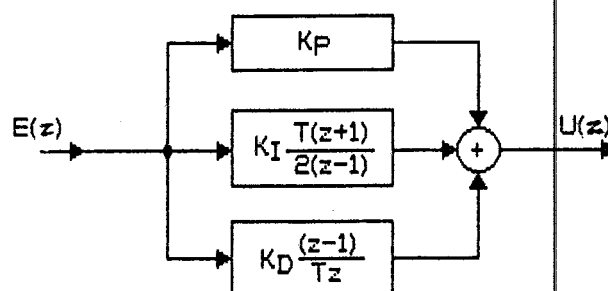 KP
E(z)
KI T(z+1)/2(z-1)
+
U(z)
KD (z-1)/Tz